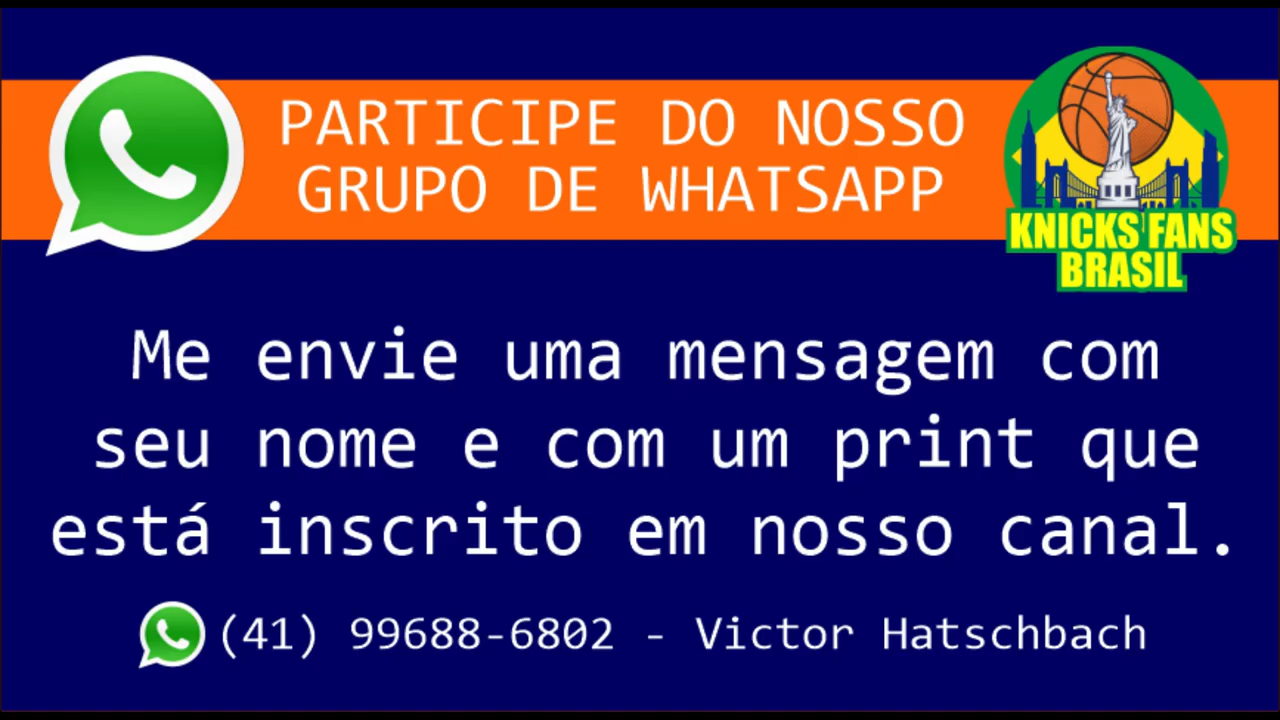 PARTICIPE DO NOSSO
GRUPO DE WHATSAPP
KNICKS FANS
BRASIL
Me envie uma mensagem com
seu nome e com um print que
está inscrito em nosso canal.
(41) 99688-6802 - Victor Hatschbach